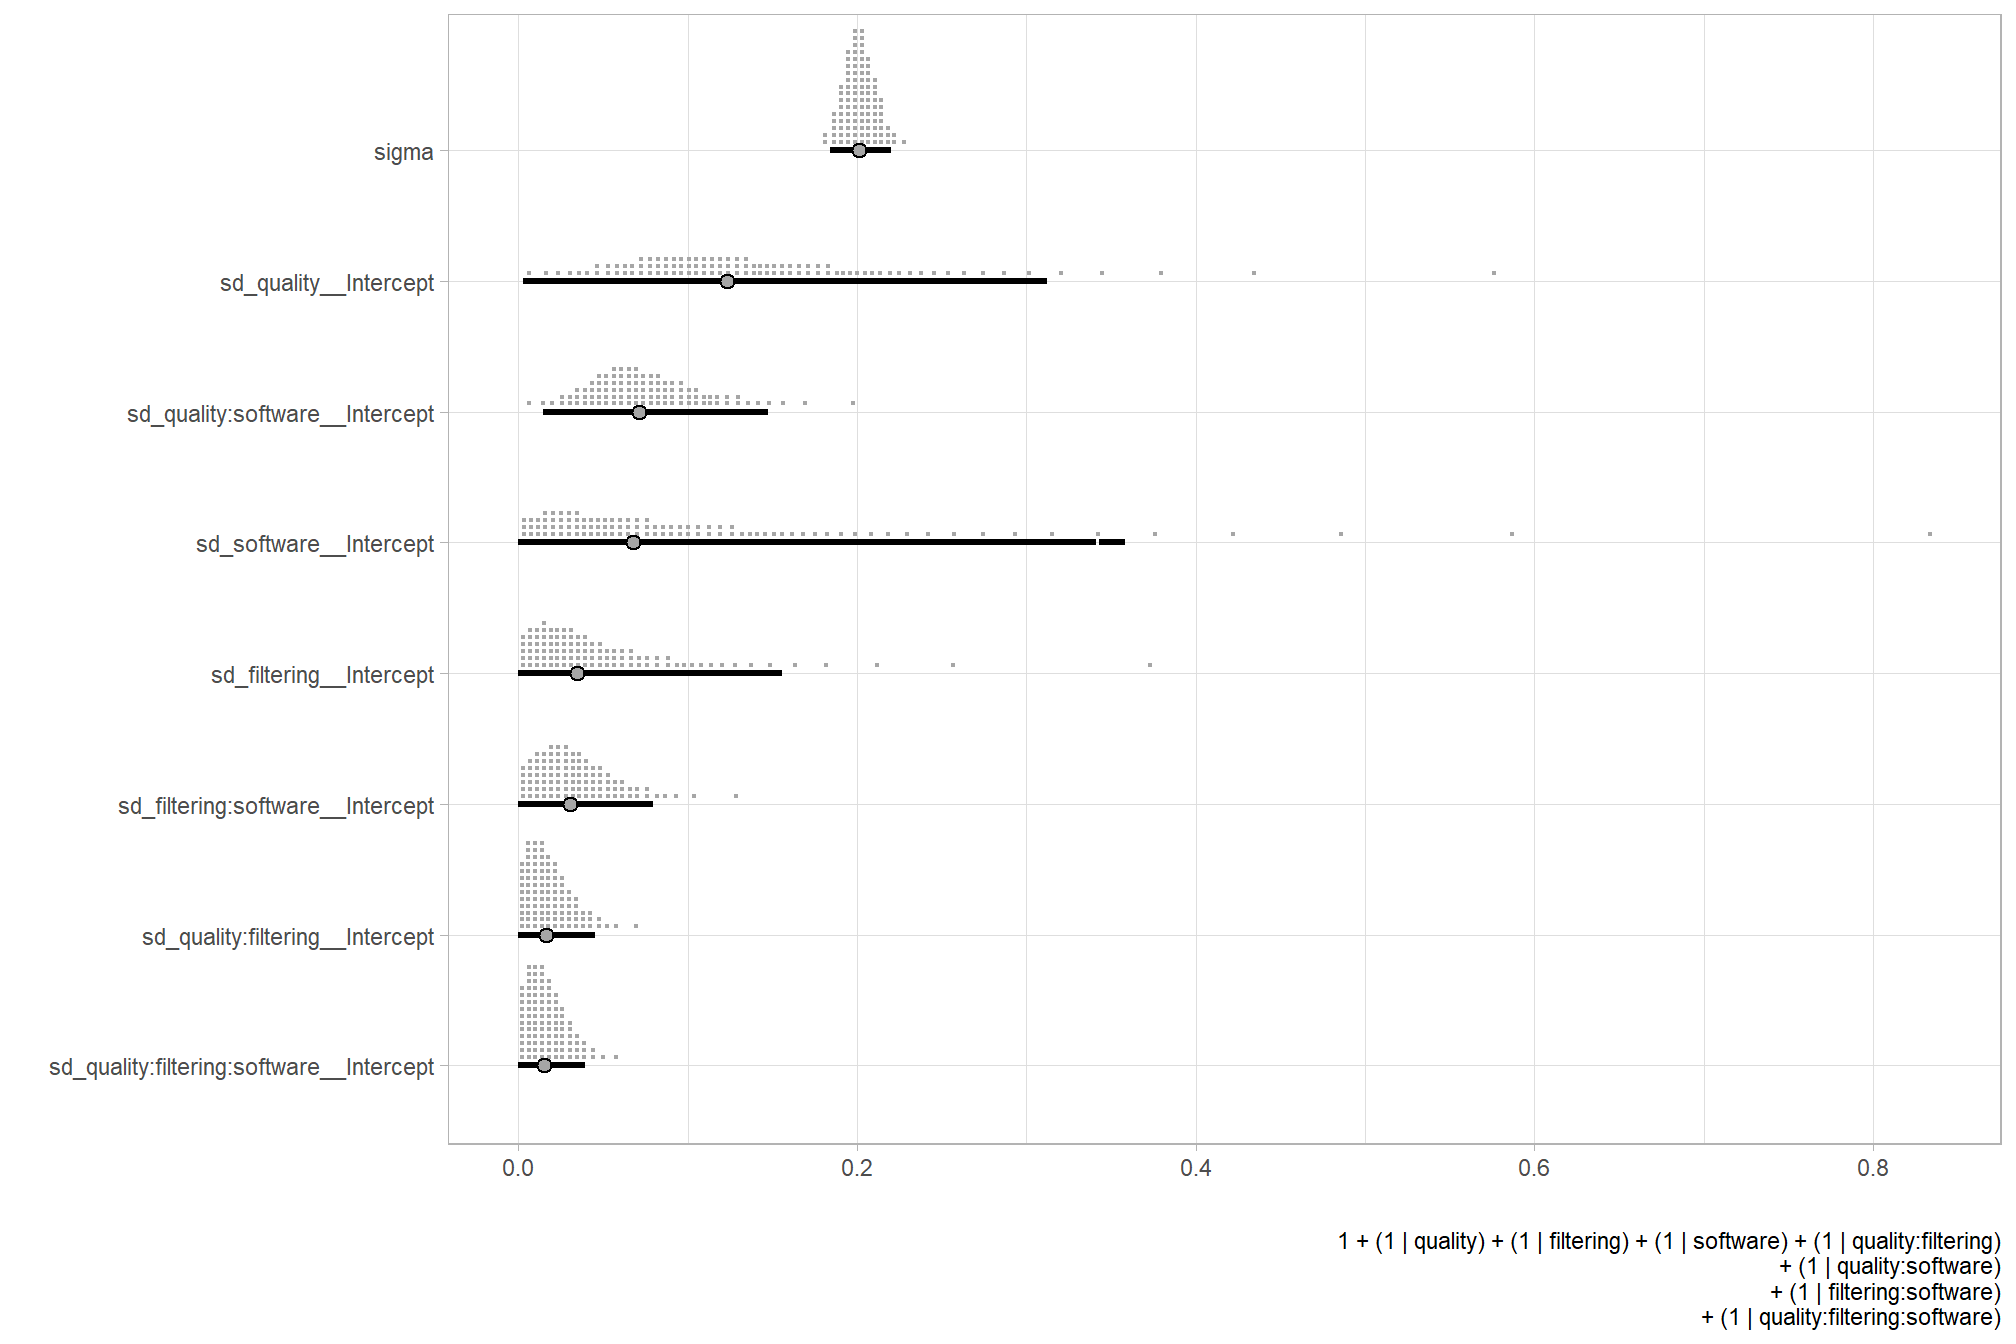 sigma
sd_quality__Intercept
sd_quality:software__Intercept
sd_software__Intercept
sd_filtering__Intercept
sd_filtering:software__Intercept
sd_quality:filtering__Intercept
sd_quality:filtering:software__Intercept
0.0 0.2 0.4 0.6 0.8
1 + (1 | quality) + (1 | filtering) + (1 | software) + (1 | quality:filtering)
+ (1 | quality:software)
+ (1 | filtering:software)
+ (1 | quality:filtering:software)